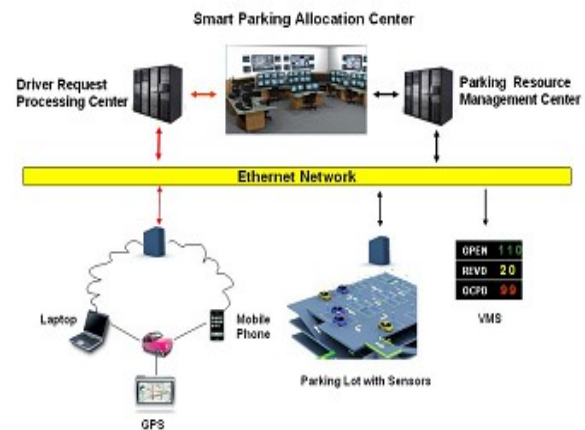 Smart Parking Allocation Center
Driver Request
Processing Center
Parking Resource
Management Center
Ethernet Network
Laptop
Mobile
Phone
GPS
Parking Lot with Sensors
OPEN 110
REVD 20
OCPD 99
VMS